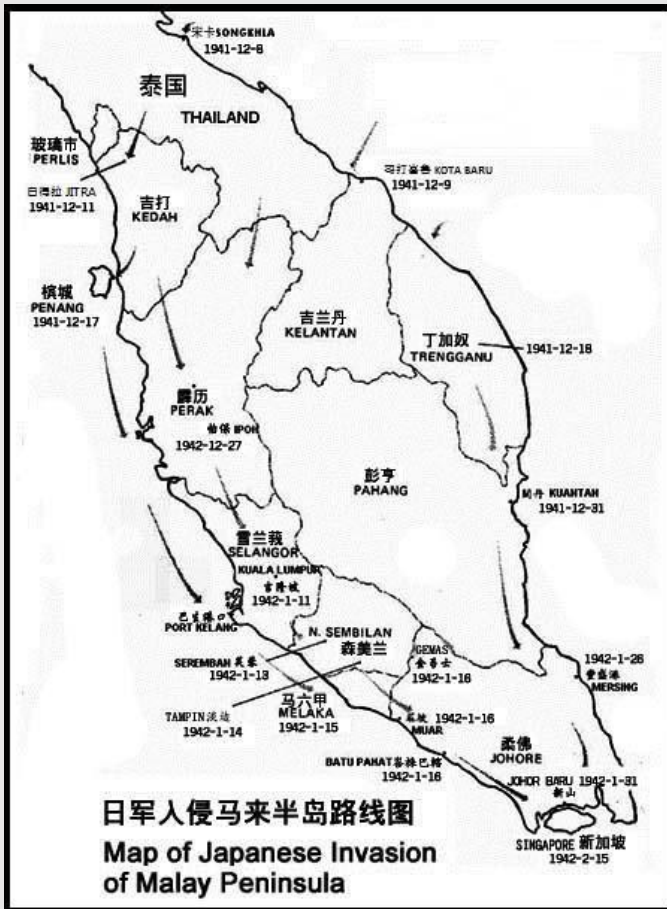 宋卡SONGKHLA
1941-12-8
泰国
THAILAND
玻璃市
PERLIS
日得拉 JITRA
1941-12-11
KOTA BARU
1941-12-9
吉打
KEDAH
槟城
PENANG
1941-12-17
吉兰丹
KELANTAN
丁加奴
TRENGGANU
1941-12-18
霹历
PERAK
怡保 IPOH
1942-12-27
彭亨
PAHANG
関丹 KUANTAN
1941-12-31
雪兰莪
SELANGOR
KUALA LUMPUR
吉隆坡
1942-1-11
巴生港口
PORT KELANG
N. SEMBILAN
森美兰
SEREMBAN 芙蓉
1942-1-13
GEMAS
金马士
1942-1-16
1942-1-26
豊盛港
MERSING
TAMPIN 淡边
1942-1-14
马六甲
MELAKA
1942-1-15
麻坡 1942-1-16
MUAR
柔佛
JOHORE
BATU PAHAT 峇株巴辖
1942-1-16
JOHOR BARU 1942-1-31
新山
SINGAPORE 新加坡
1942-2-15
日军入侵马来半岛路线图
Map of Japanese Invasion
of Malay Peninsula